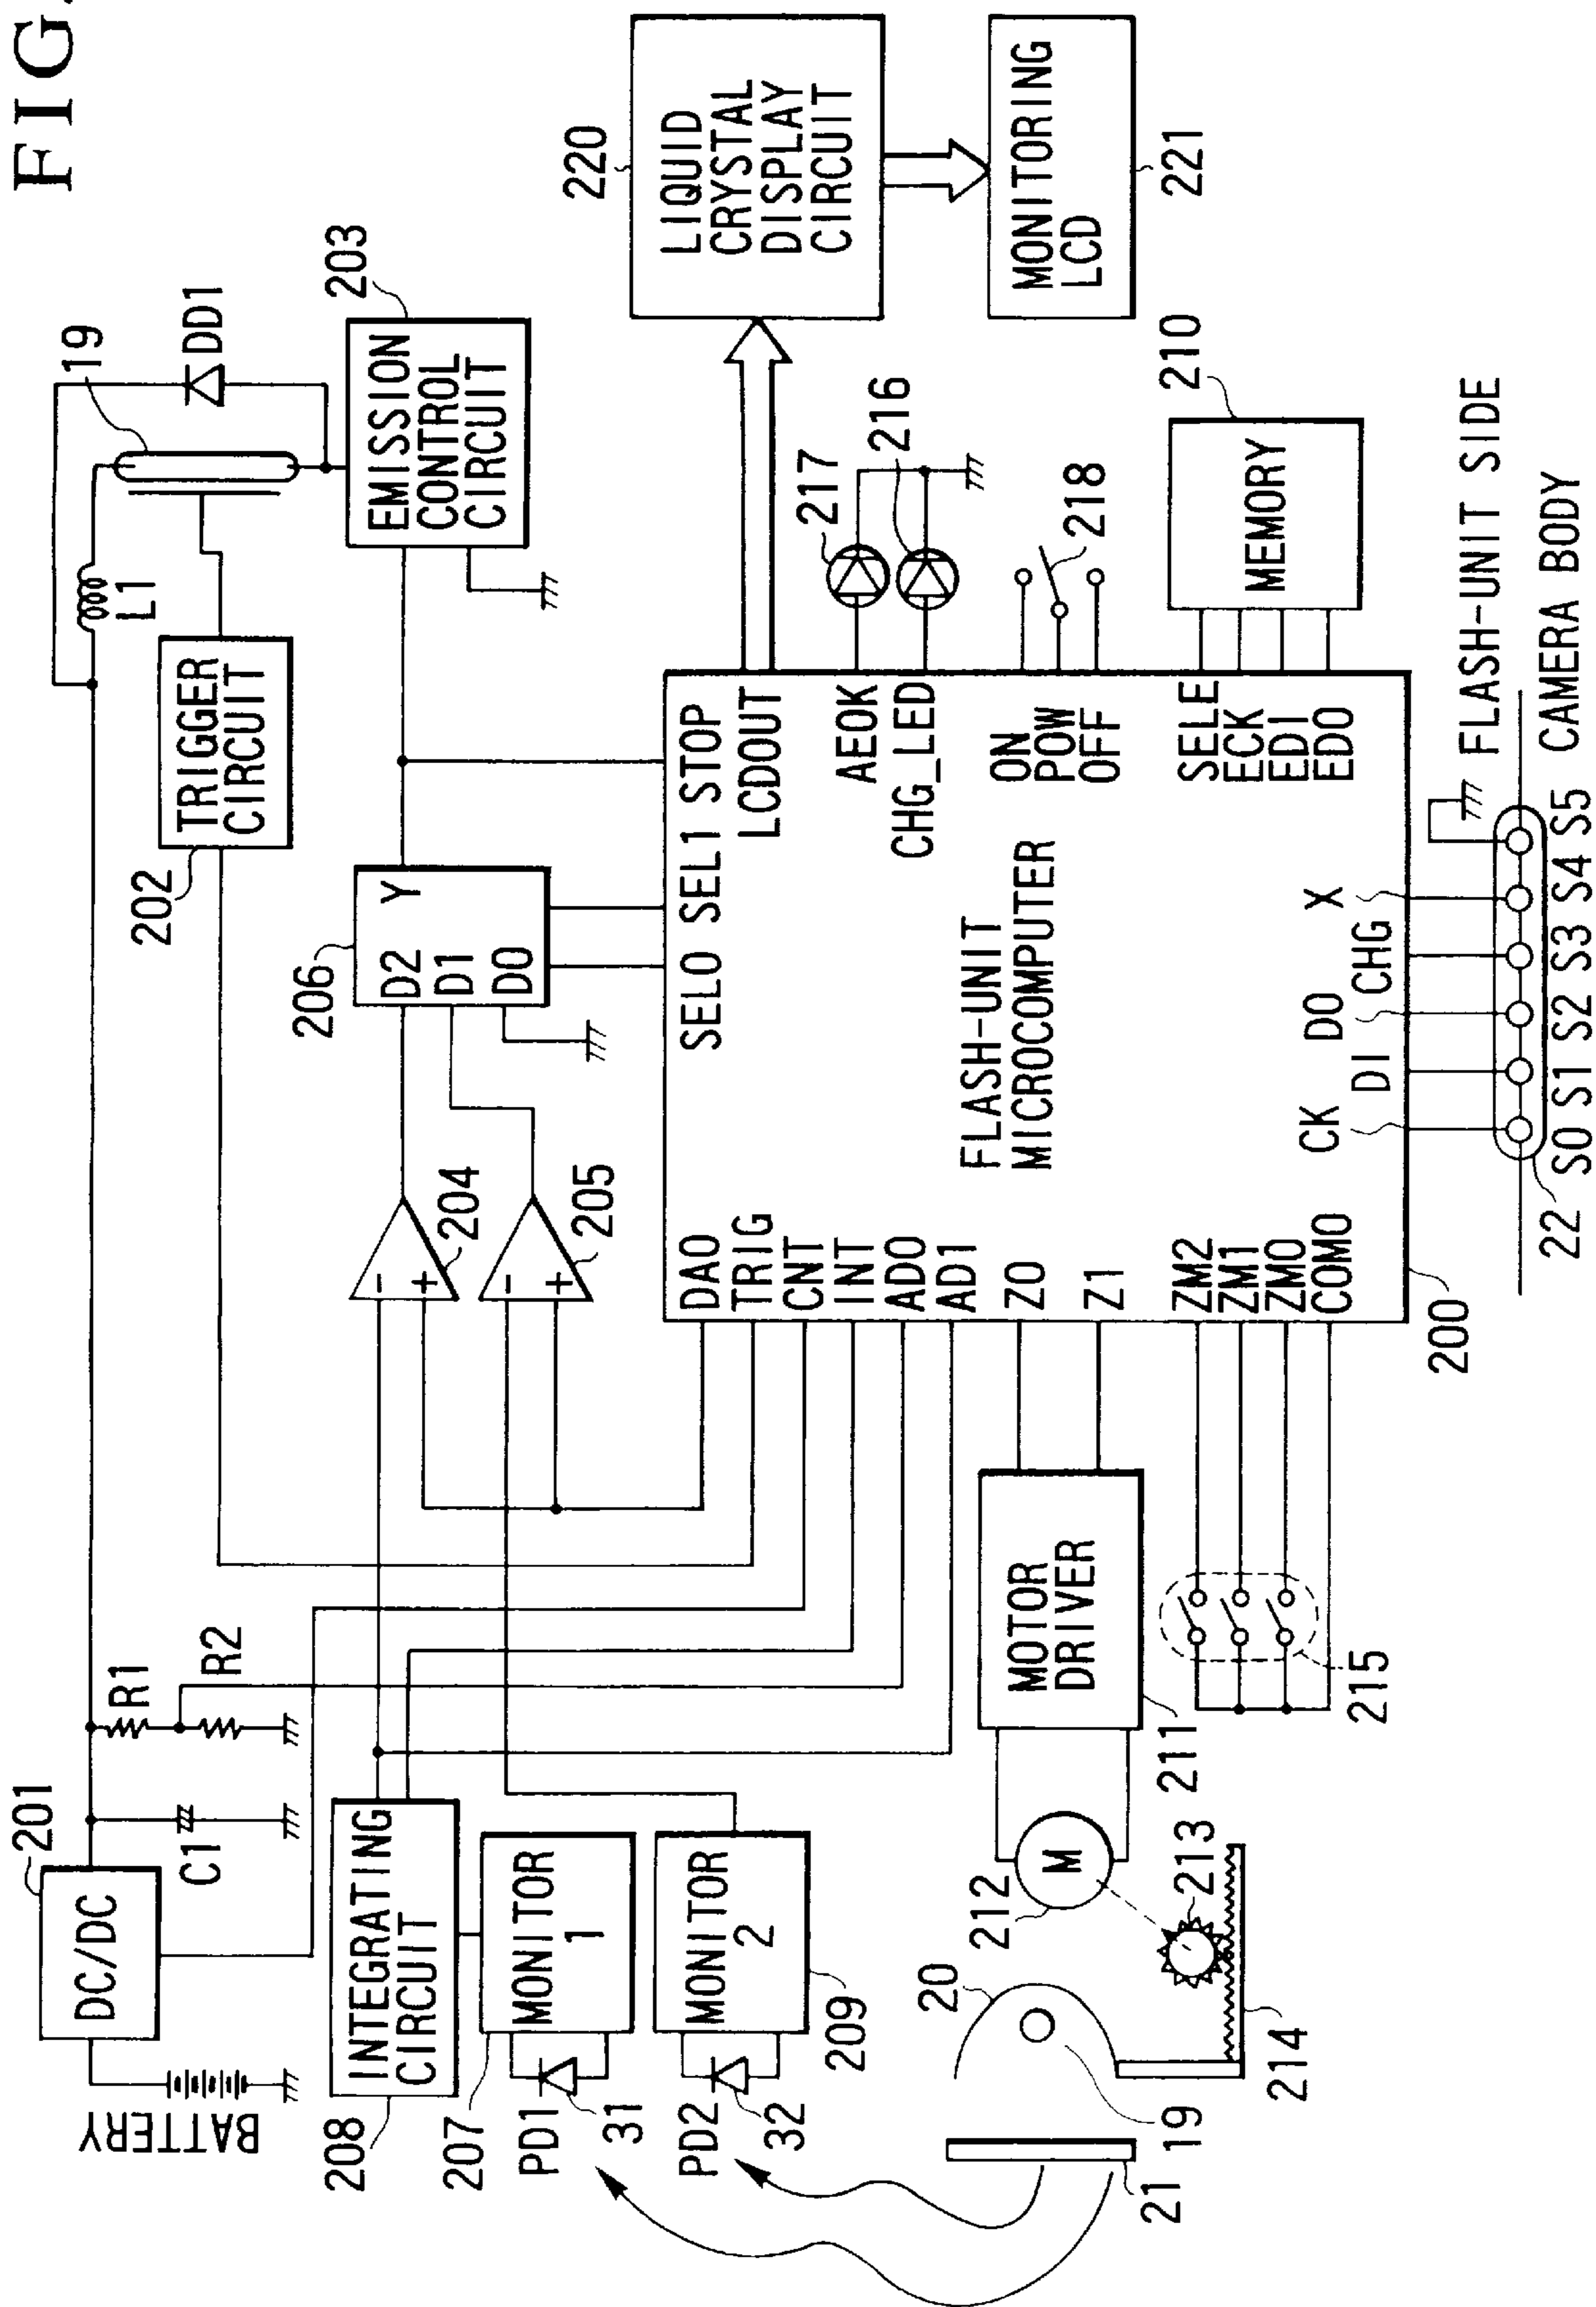 FIG.
201
DC/DC
BATTERY
C1
R1
R2
L1
19
DD1
202
TRIGGER
CIRCUIT
203
EMISSION
CONTROL
CIRCUIT
206
D2
D1
D0
Y
204
-
+
205
-
+
208
INTEGRATING
CIRCUIT
207
MONITOR
1
PD1
31
MONITOR
2
209
PD2
32
220
LIQUID
CRYSTAL
DISPLAY
CIRCUIT
MONITORING
LCD
221
SEL0 SEL1 STOP
LCDOUT
DA0
TRIG
CNT
INT
AD0
AD1
Z0
Z1
ZM2
ZM1
ZM0
COM0
FLASH-UNIT
MICROCOMPUTER
AEOK
CHG_LED
ON
POW
OFF
SELE
ECK
EDI
EDO
CK
DI
DO
CHG
X
200
217
216
218
210
MEMORY
MOTOR
DRIVER
211
M
212
213
214
215
20
19
21
22
S0 S1 S2 S3 S4 S5
FLASH-UNIT SIDE
CAMERA BODY